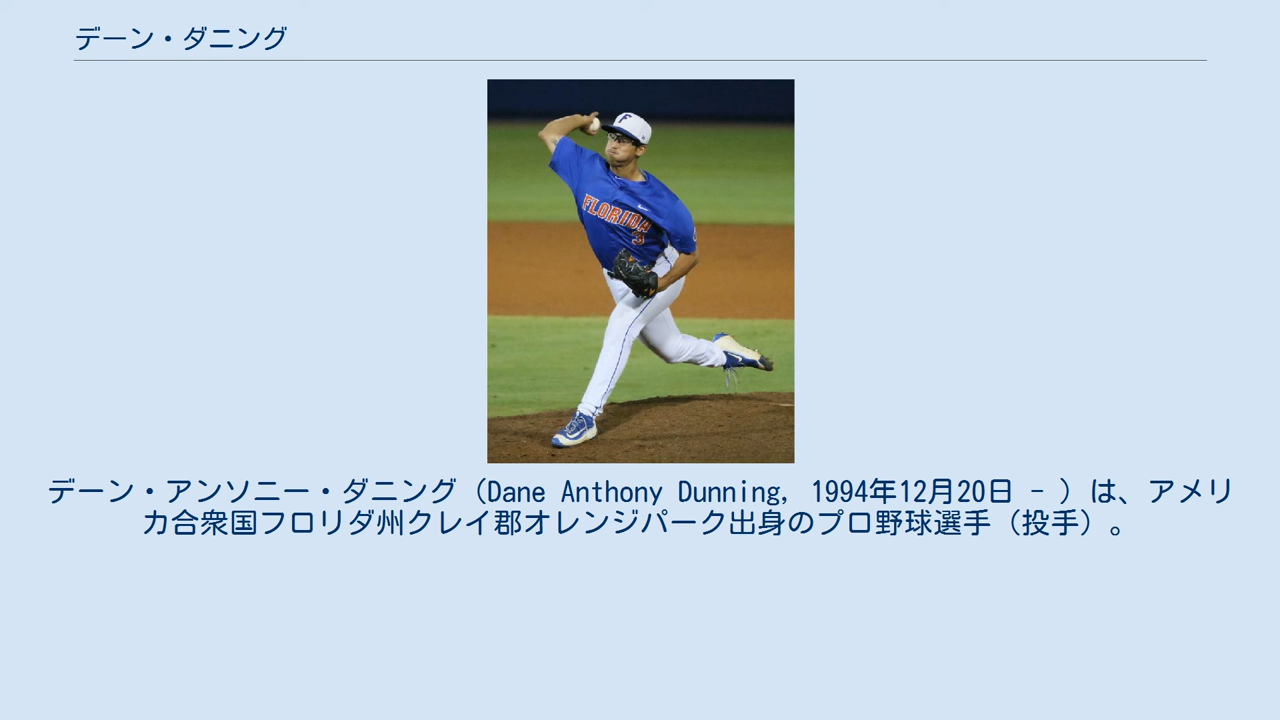 デーン・ダニング
F
FLORIDA
3
デーン・アンソニー・ダニング（Dane Anthony Dunning, 1994年12月20日 - ）は、アメリ
カ合衆国フロリダ州クレイ郡オレンジパーク出身のプロ野球選手（投手）。